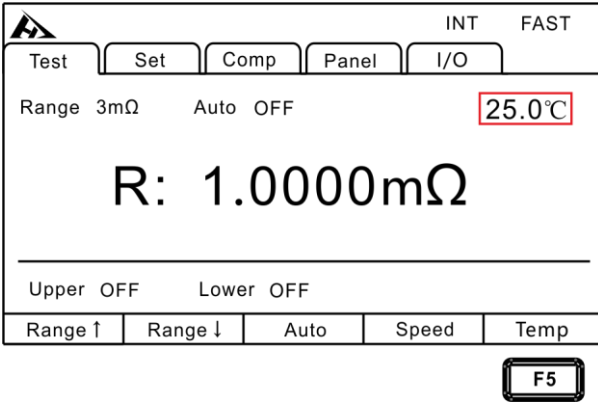 INT FAST
Test Set Comp Panel I/O
Range 3mΩ Auto OFF 25.0℃
R: 1.0000mΩ
Upper OFF Lower OFF
Range↑ Range↓ Auto Speed Temp
F5